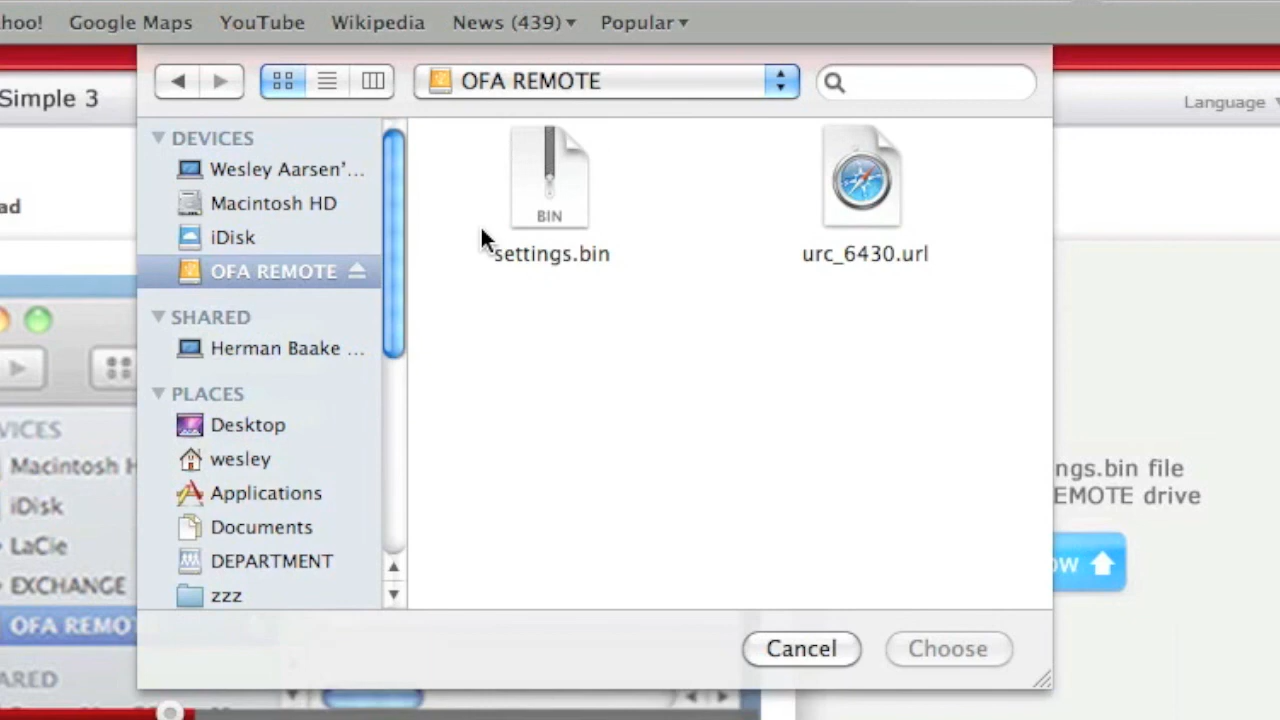 hoo! Google Maps YouTube Wikipedia News (439) Popular
Simple 3
OFA REMOTE
Language
ad
DEVICES
Wesley Aarsen'...
Macintosh HD
iDisk
OFA REMOTE
SHARED
Herman Baake ...
PLACES
Desktop
wesley
Applications
Documents
DEPARTMENT
zzz
BIN
settings.bin
urc_6430.url
VICES
Macintosh H
iDisk
LaCie
EXCHANGE
OFA REMO
ARED
ngs.bin file
EMOTE drive
ow
Cancel
Choose